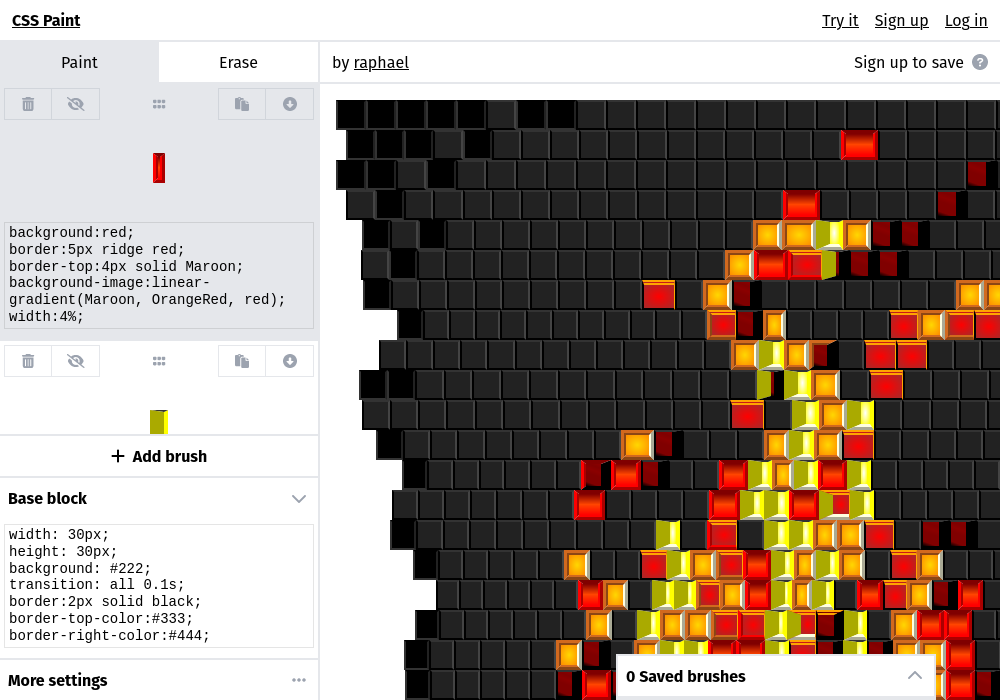 CSS Paint
Try it Sign up Log in
Paint Erase
by raphael
Sign up to save ?
background:red;
border:5px ridge red;
border-top:4px solid Maroon;
background-image:linear-
gradient(Maroon, OrangeRed, red);
width:4%;
+ Add brush
Base block
width: 30px;
height: 30px;
background: #222;
transition: all 0.1s;
border:2px solid black;
border-top-color:#333;
border-right-color:#444;
More settings
0 Saved brushes